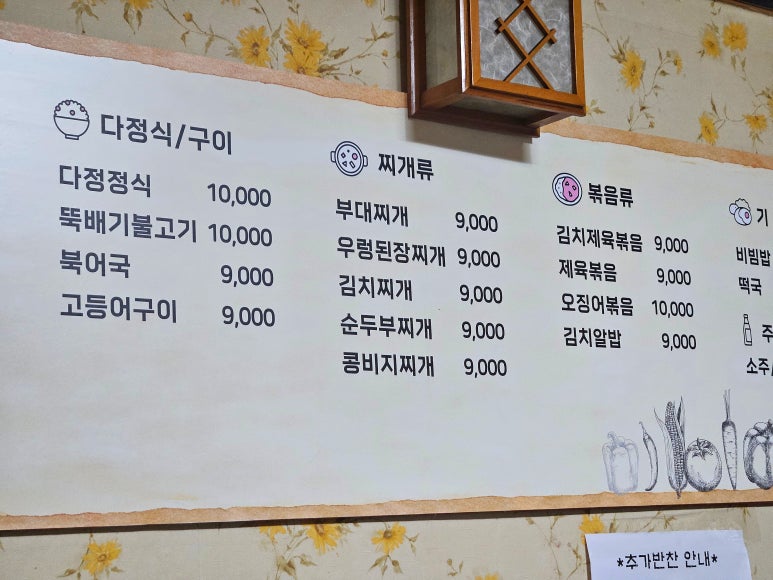 다정식/구이
다정정식 10,000
뚝배기불고기 10,000
북어국 9,000
고등어구이 9,000
찌개류
부대찌개 9,000
우렁된장찌개 9,000
김치찌개 9,000
순두부찌개 9,000
콩비지찌개 9,000
볶음류
김치제육볶음 9,000
제육볶음 9,000
오징어볶음 10,000
김치알밥 9,000
기
비빔밥
떡국
주
소주/
*추가반찬 안내*